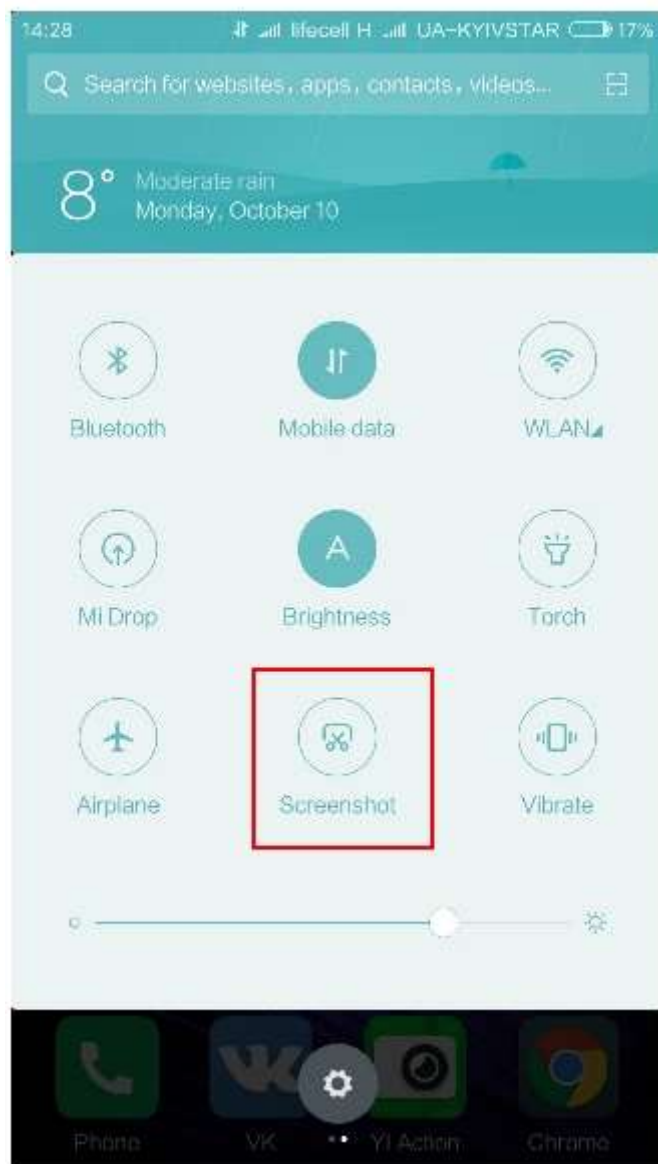 14:28 lifecell H UA-KYIVSTAR 17%
Search for websites, apps, contacts, videos...
8° Moderate rain
Monday, October 10
Bluetooth Mobile data WLAN
A
Mi Drop Brightness Torch
Airplane Screenshot Vibrate
Phone VK YI Action Chrome